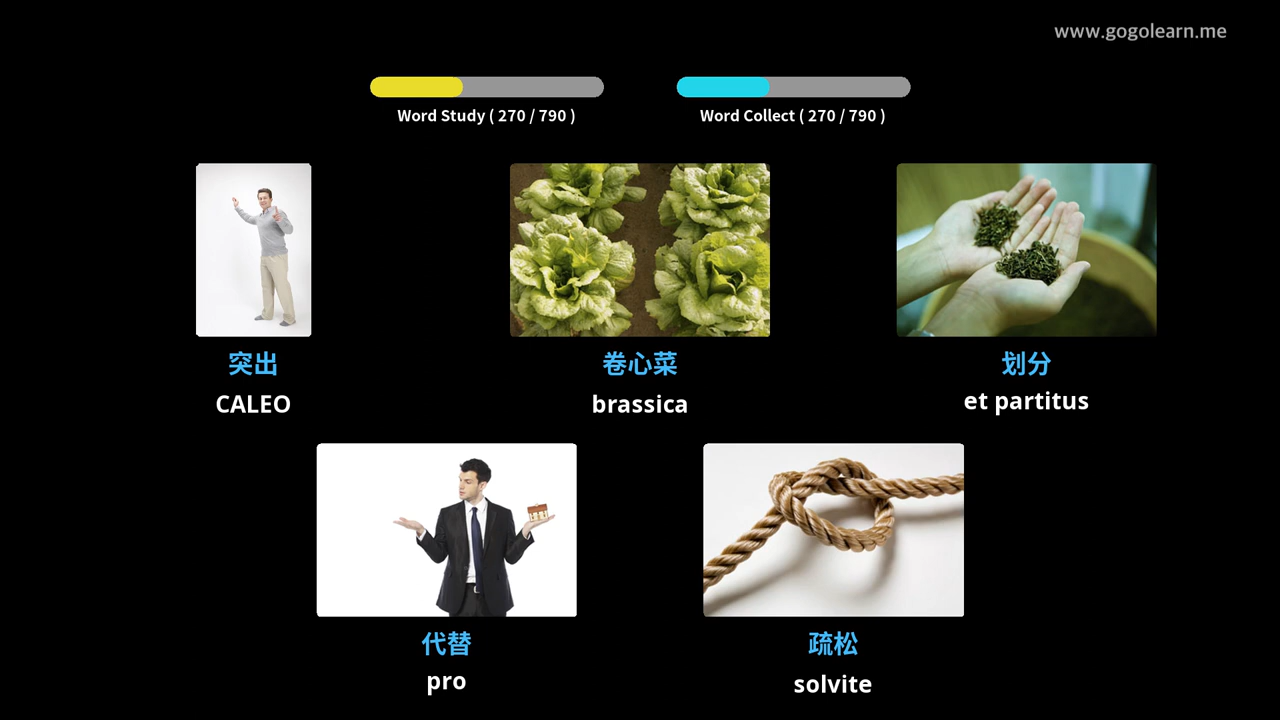 www.gogolearn.me
Word Study ( 270 / 790 )
Word Collect ( 270 / 790 )
突出
CALEO
卷心菜
brassica
划分
et partitus
代替
pro
疏松
solvite